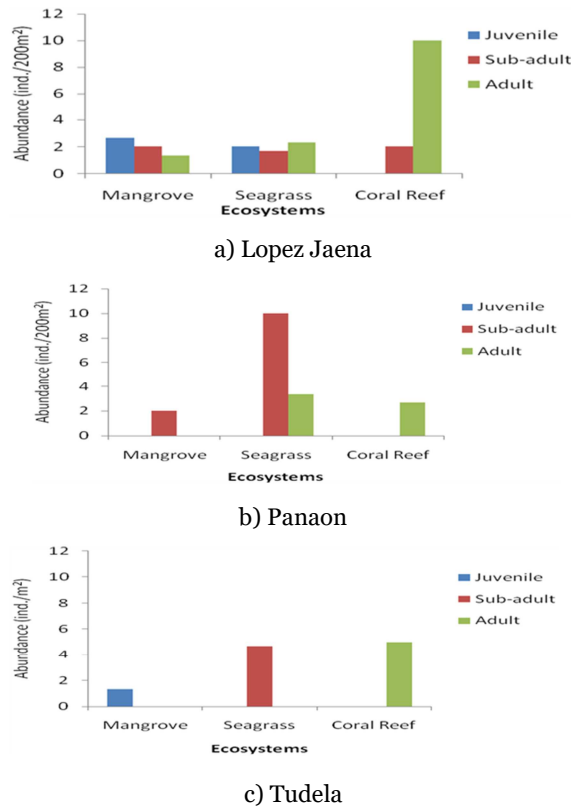 12
10
8
6
4
2
0
Abundance (ind./200m²)
Juvenile
Sub-adult
Adult
Mangrove Seagrass Coral Reef
Ecosystems
a) Lopez Jaena
12
10
8
6
4
2
0
Abundance (ind./200m²)
Juvenile
Sub-adult
Adult
Mangrove Seagrass Coral Reef
Ecosystems
b) Panaon
12
10
8
6
4
2
0
Abundance (ind./m²)
Juvenile
Sub-adult
Adult
Mangrove Seagrass Coral Reef
Ecosystems
c) Tudela